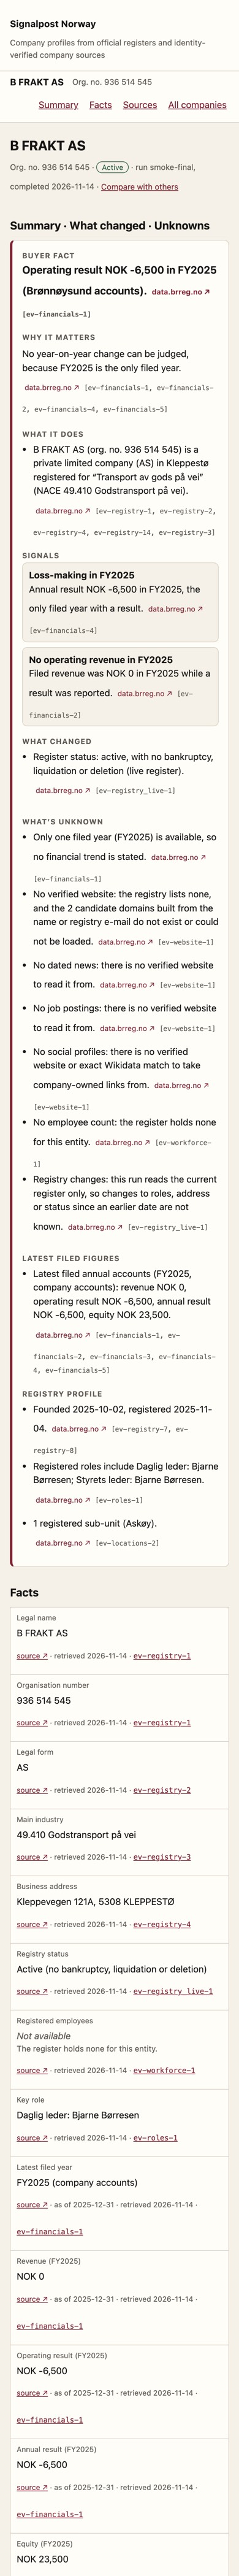 Signalpost Norway
Company profiles from official registers and identity-
verified company sources
B FRAKT AS Org. no. 936 514 545
Summary Facts Sources All companies
B FRAKT AS
Org. no. 936 514 545 · Active · run smoke-final,
completed 2026-11-14 · Compare with others
Summary · What changed · Unknowns
BUYER FACT
Operating result NOK -6,500 in FY2025
(Brønnøysund accounts). data.brreg.no ↗
[ev-financials-1]
WHY IT MATTERS
No year-on-year change can be judged,
because FY2025 is the only filed year.
data.brreg.no ↗ [ev-financials-1, ev-financials-
2, ev-financials-4, ev-financials-5]
WHAT IT DOES
• B FRAKT AS (org. no. 936 514 545) is a
private limited company (AS) in Kleppestø
registered for “Transport av gods på vei”
(NACE 49.410 Godstransport på vei).
data.brreg.no ↗ [ev-registry-1, ev-registry-2,
ev-registry-4, ev-registry-14, ev-registry-3]
SIGNALS
Loss-making in FY2025
Annual result NOK -6,500 in FY2025, the
only filed year with a result. data.brreg.no ↗
[ev-financials-4]
No operating revenue in FY2025
Filed revenue was NOK 0 in FY2025 while a
result was reported. data.brreg.no ↗ [ev-
financials-2]
WHAT CHANGED
• Register status: active, with no bankruptcy,
liquidation or deletion (live register).
data.brreg.no ↗ [ev-registry_live-1]
WHAT'S UNKNOWN
• Only one filed year (FY2025) is available, so
no financial trend is stated. data.brreg.no ↗
[ev-financials-1]
• No verified website: the registry lists none,
and the 2 candidate domains built from the
name or registry e-mail do not exist or could
not be loaded. data.brreg.no ↗ [ev-website-1]
• No dated news: there is no verified website
to read it from. data.brreg.no ↗ [ev-website-1]
• No job postings: there is no verified website
to read it from. data.brreg.no ↗ [ev-website-1]
• No social profiles: there is no verified
website or exact Wikidata match to take
company-owned links from. data.brreg.no ↗
[ev-website-1]
• No employee count: the register holds none
for this entity. data.brreg.no ↗ [ev-workforce-
1]
• Registry changes: this run reads the current
register only, so changes to roles, address
or status since an earlier date are not
known. data.brreg.no ↗ [ev-registry_live-1]
LATEST FILED FIGURES
• Latest filed annual accounts (FY2025,
company accounts): revenue NOK 0,
operating result NOK -6,500, annual result
NOK -6,500, equity NOK 23,500.
data.brreg.no ↗ [ev-financials-1, ev-
financials-2, ev-financials-3, ev-financials-
4, ev-financials-5]
REGISTRY PROFILE
• Founded 2025-10-02, registered 2025-11-
04. data.brreg.no ↗ [ev-registry-7, ev-
registry-8]
• Registered roles include Daglig leder: Bjarne
Børresen; Styrets leder: Bjarne Børresen.
data.brreg.no ↗ [ev-roles-1]
• 1 registered sub-unit (Askøy).
data.brreg.no ↗ [ev-locations-2]
Facts
Legal name
B FRAKT AS
source ↗ · retrieved 2026-11-14 · ev-registry-1
Organisation number
936 514 545
source ↗ · retrieved 2026-11-14 · ev-registry-1
Legal form
AS
source ↗ · retrieved 2026-11-14 · ev-registry-2
Main industry
49.410 Godstransport på vei
source ↗ · retrieved 2026-11-14 · ev-registry-3
Business address
Kleppevegen 121A, 5308 KLEPPESTØ
source ↗ · retrieved 2026-11-14 · ev-registry-4
Registry status
Active (no bankruptcy, liquidation or deletion)
source ↗ · retrieved 2026-11-14 · ev-registry_live-1
Registered employees
Not available
The register holds none for this entity.
source ↗ · retrieved 2026-11-14 · ev-workforce-1
Key role
Daglig leder: Bjarne Børresen
source ↗ · retrieved 2026-11-14 · ev-roles-1
Latest filed year
FY2025 (company accounts)
source ↗ · as of 2025-12-31 · retrieved 2026-11-14 ·
ev-financials-1
Revenue (FY2025)
NOK 0
source ↗ · as of 2025-12-31 · retrieved 2026-11-14 ·
ev-financials-1
Operating result (FY2025)
NOK -6,500
source ↗ · as of 2025-12-31 · retrieved 2026-11-14 ·
ev-financials-1
Annual result (FY2025)
NOK -6,500
source ↗ · as of 2025-12-31 · retrieved 2026-11-14 ·
ev-financials-1
Equity (FY2025)
NOK 23,500